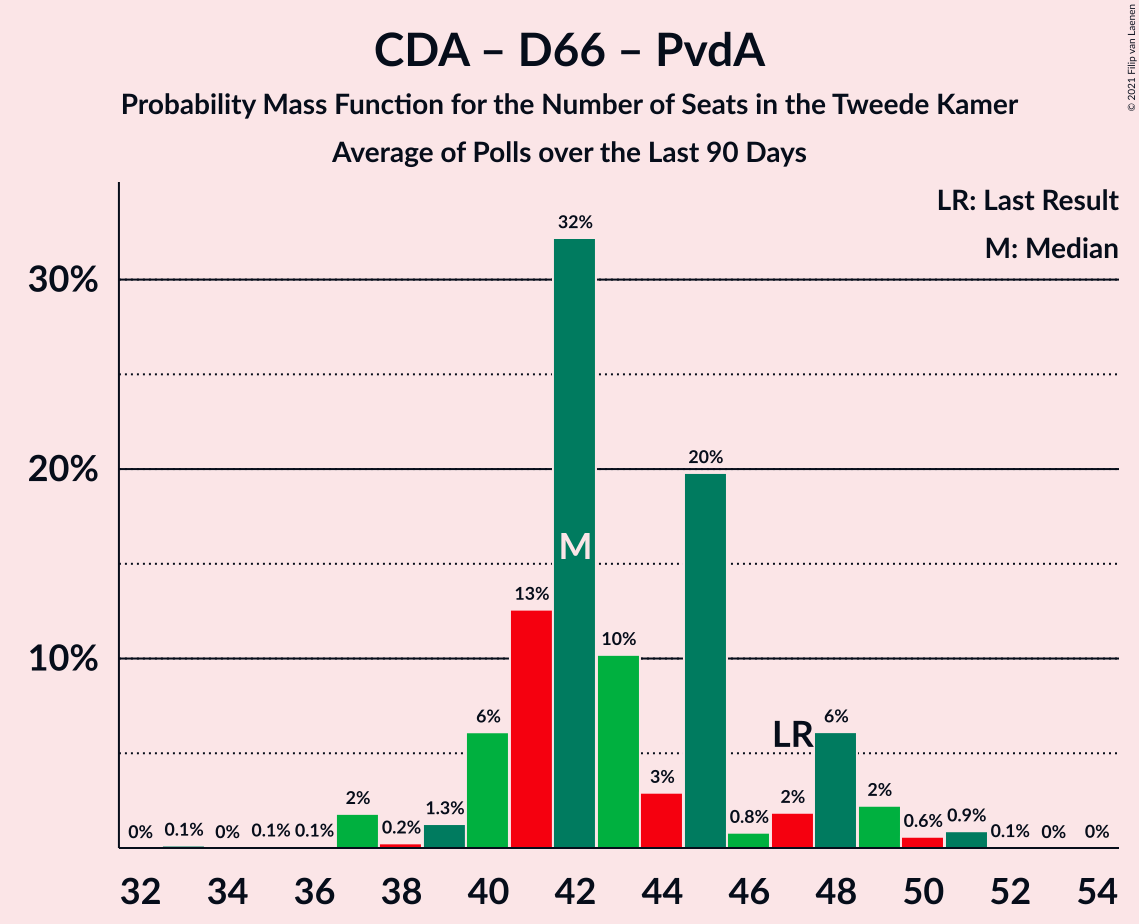 CDA – D66 – PvdA
Probability Mass Function for the Number of Seats in the Tweede Kamer
Average of Polls over the Last 90 Days
© 2021 Filip van Laenen
LR: Last Result
M: Median
30%
20%
10%
0%
0.1%
0%
0.1%
0.1%
2%
0.2%
1.3%
6%
13%
32%
10%
3%
20%
0.8%
2%
6%
2%
0.6%
0.9%
0.1%
0%
0%
M
LR
32 34 36 38 40 42 44 46 48 50 52 54